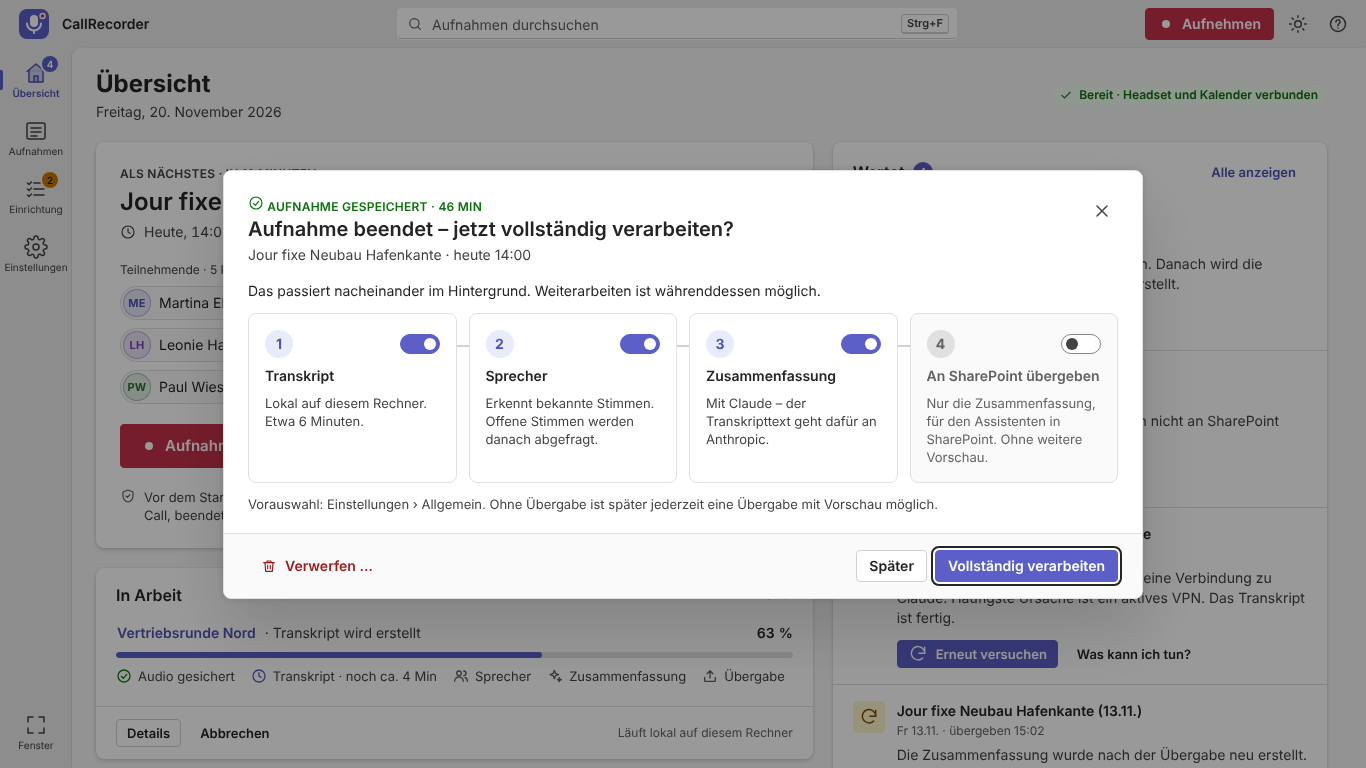 CallRecorder
Aufnahmen durchsuchen
Strg+F
Aufnehmen
4
Übersicht
Aufnahmen
2
Einrichtung
Einstellungen
Fenster
Übersicht
Freitag, 20. November 2026
Bereit · Headset und Kalender verbunden
ALS NÄCHSTES ·
Jour fixe
Heute, 14:0
Teilnehmende · 5
ME Martina E
LH Leonie Ha
PW Paul Wies
Aufnahr
Vor dem Star
Call, beendet
Alle anzeigen
n. Danach wird die
rstellt.
n nicht an SharePoint
e
eine Verbindung zu
Claude. Häufigste Ursache ist ein aktives VPN. Das Transkript
ist fertig.
Erneut versuchen
Was kann ich tun?
Jour fixe Neubau Hafenkante (13.11.)
Fr 13.11. · übergeben 15:02
Die Zusammenfassung wurde nach der Übergabe neu erstellt.
AUFNAHME GESPEICHERT · 46 MIN
Aufnahme beendet – jetzt vollständig verarbeiten?
Jour fixe Neubau Hafenkante · heute 14:00
Das passiert nacheinander im Hintergrund. Weiterarbeiten ist währenddessen möglich.
1
Transkript
Lokal auf diesem Rechner.
Etwa 6 Minuten.
2
Sprecher
Erkennt bekannte Stimmen.
Offene Stimmen werden
danach abgefragt.
3
Zusammenfassung
Mit Claude – der
Transkripttext geht dafür an
Anthropic.
4
An SharePoint übergeben
Nur die Zusammenfassung,
für den Assistenten in
SharePoint. Ohne weitere
Vorschau.
Vorauswahl: Einstellungen › Allgemein. Ohne Übergabe ist später jederzeit eine Übergabe mit Vorschau möglich.
Verwerfen ...
Später
Vollständig verarbeiten
In Arbeit
Vertriebsrunde Nord · Transkript wird erstellt
63 %
Audio gesichert
Transkript · noch ca. 4 Min
Sprecher
Zusammenfassung
Übergabe
Details
Abbrechen
Läuft lokal auf diesem Rechner